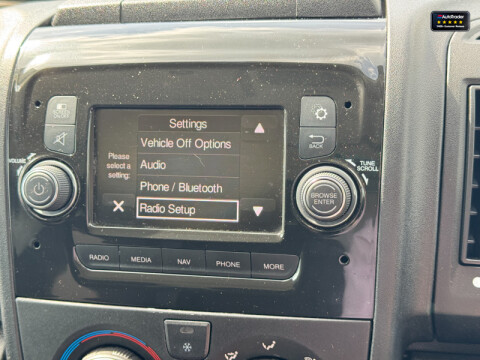 AutoTrader
Settings
Please select a setting:
Vehicle Off Options
Audio
Phone / Bluetooth
Radio Setup
VOLUME
BACK
TUNE
SCROLL
BROWSE
ENTER
RADIO
MEDIA
NAV
PHONE
MORE